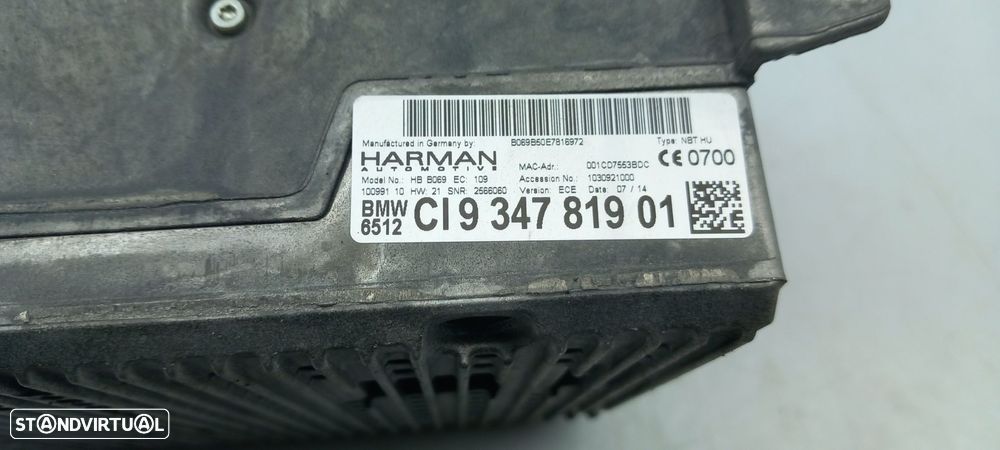 Manufactured in Germany by: B069B50E7816972 Type: NBT HU
HARMAN
AUTOMOTIVE
MAC-Adr.: 001CD7553BDC CE 0700
Model No.: HB B069 EC: 109 Accession No.: 1030921000
100991 10 HW: 21 SNR: 2566060 Version: ECE Date: 07 / 14
BMW
6512
CI 9 347 819 01
STANDVIRTUAL